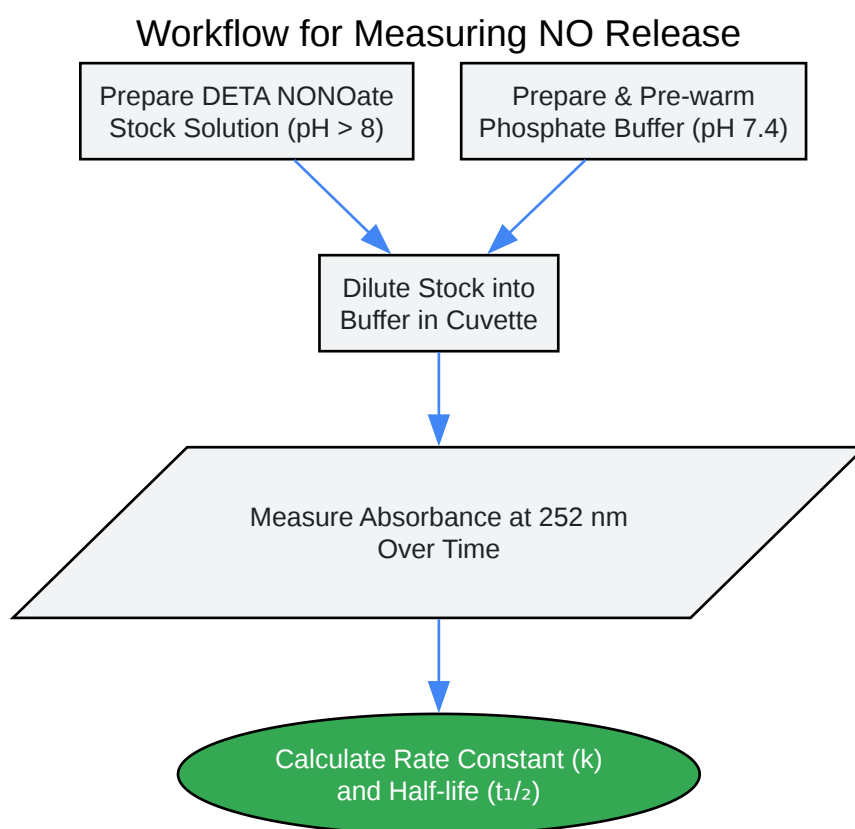 Workflow for Measuring NO Release
Prepare DETA NONOate
Stock Solution (pH > 8)
Prepare & Pre-warm
Phosphate Buffer (pH 7.4)
Dilute Stock into
Buffer in Cuvette
Measure Absorbance at 252 nm
Over Time
Calculate Rate Constant (k)
and Half-life (t₁/₂)